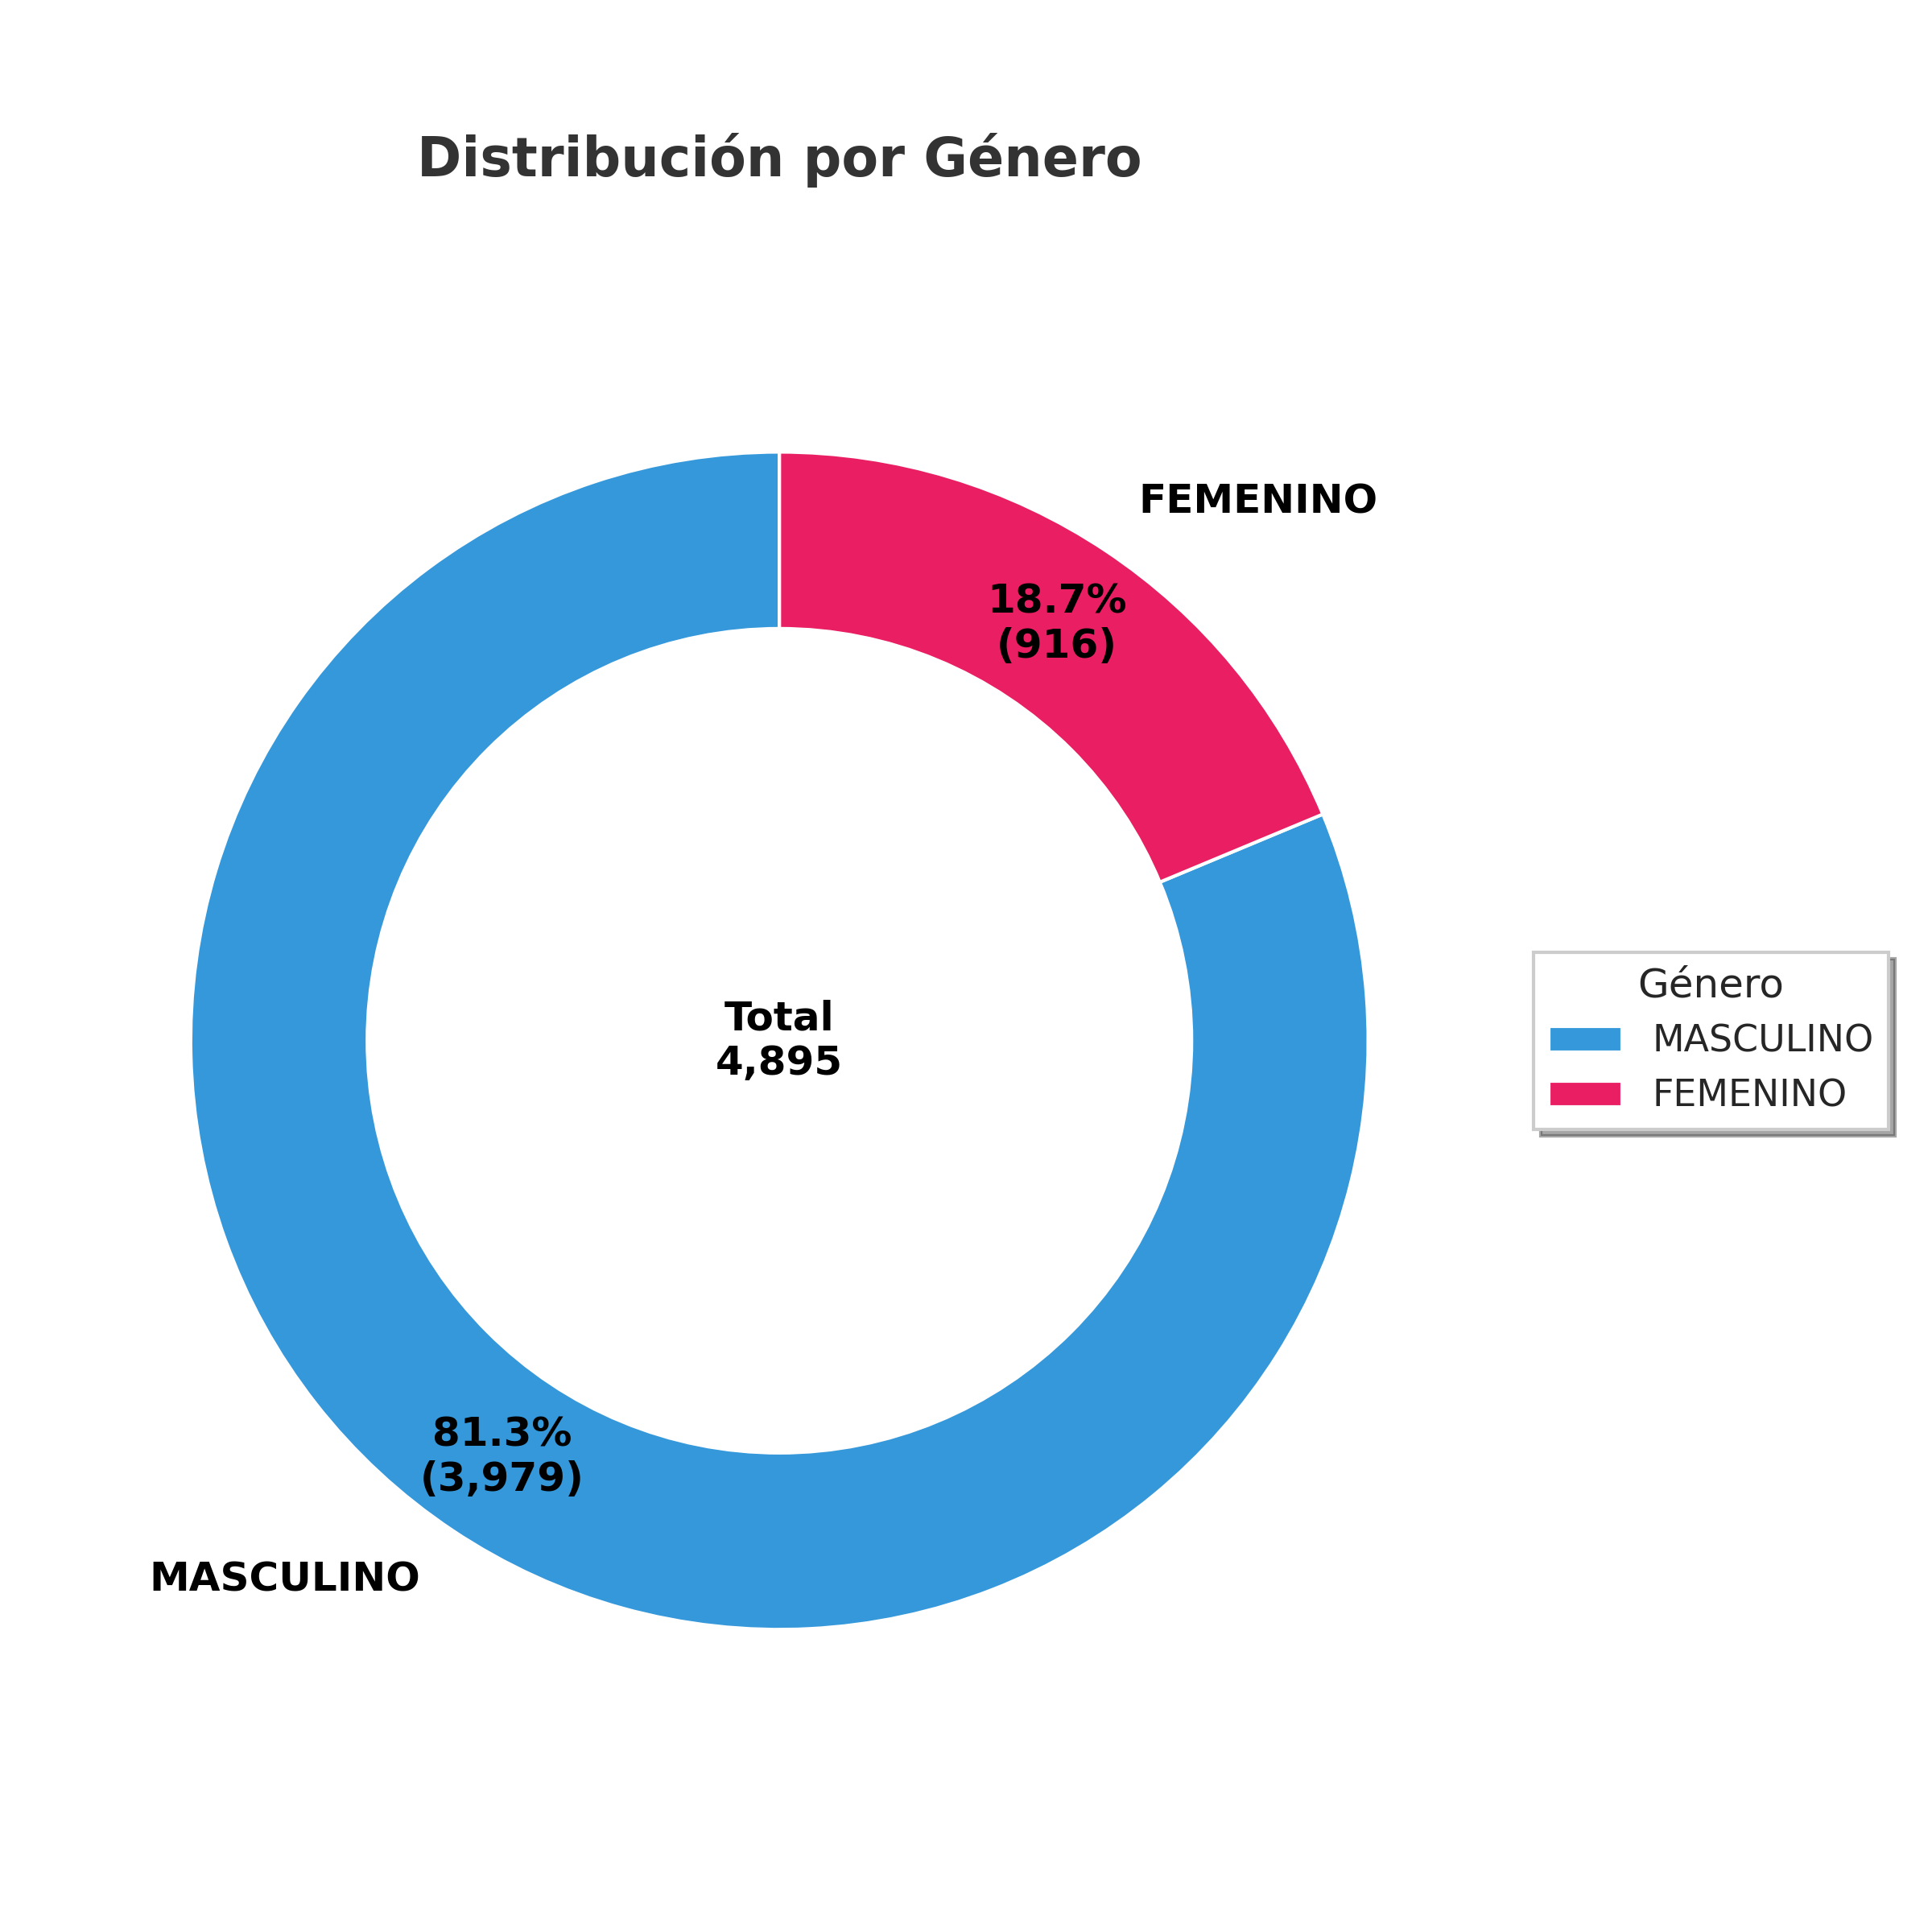 Distribución por Género
FEMENINO
18.7%
(916)
Total
4,895
Género
MASCULINO
FEMENINO
81.3%
(3,979)
MASCULINO